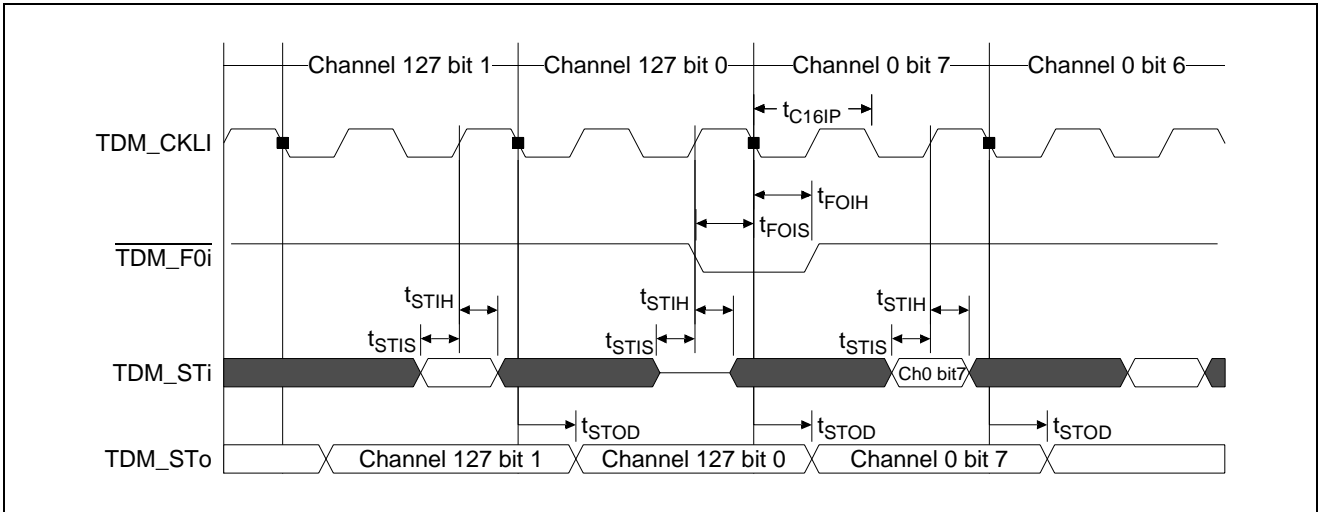 Channel 127 bit 1 Channel 127 bit 0 Channel 0 bit 7 Channel 0 bit 6
tC16IP
TDM_CKLI
tFOIH
tFOIS
TDM_F0i
tSTIH tSTIH tSTIH
tSTIS tSTIS tSTIS
TDM_STi Ch0 bit7
tSTOD tSTOD tSTOD
TDM_STo Channel 127 bit 1 Channel 127 bit 0 Channel 0 bit 7